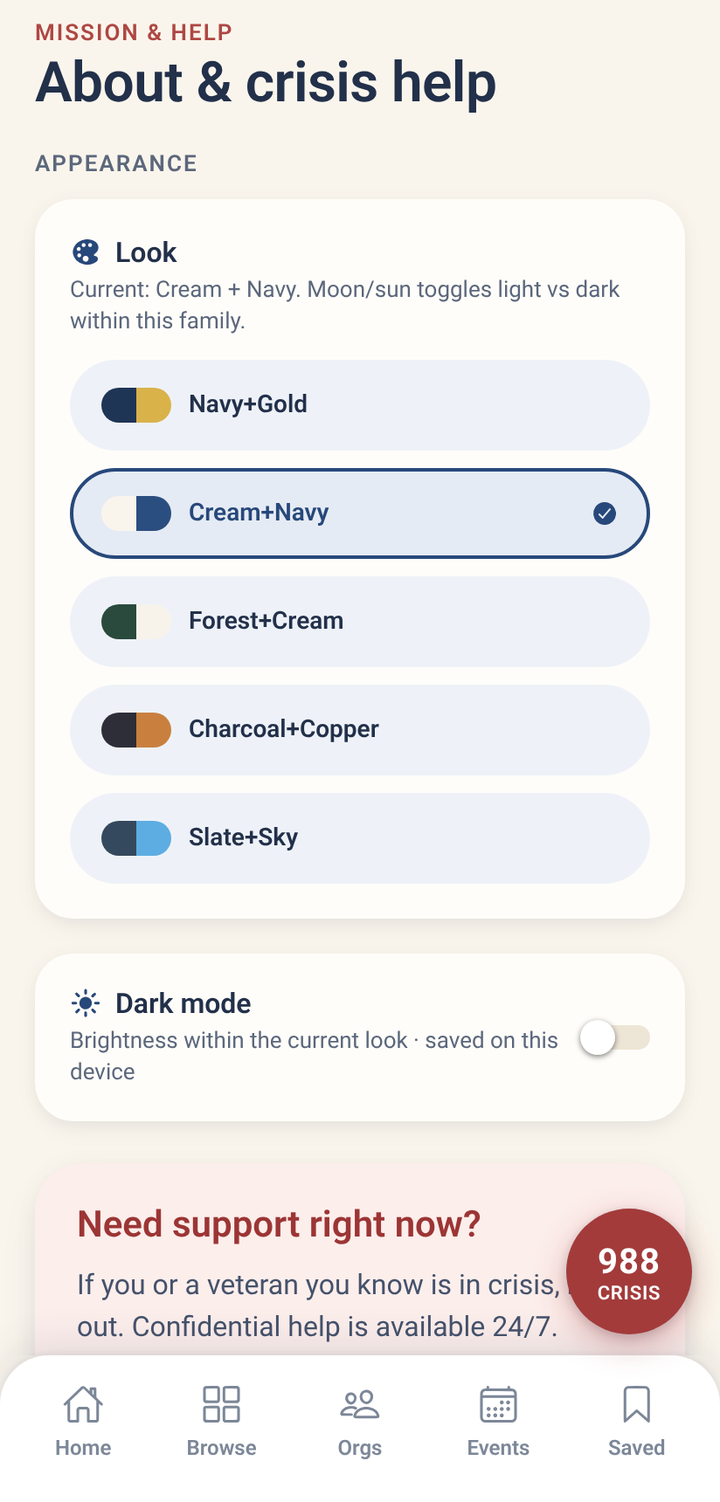 MISSION & HELP
About & crisis help
APPEARANCE
Look
Current: Cream + Navy. Moon/sun toggles light vs dark
within this family.
Navy+Gold
Cream+Navy
Forest+Cream
Charcoal+Copper
Slate+Sky
Dark mode
Brightness within the current look · saved on this
device
Need support right now?
If you or a veteran you know is in crisis,
out. Confidential help is available 24/7.
988
CRISIS
Home
Browse
Orgs
Events
Saved